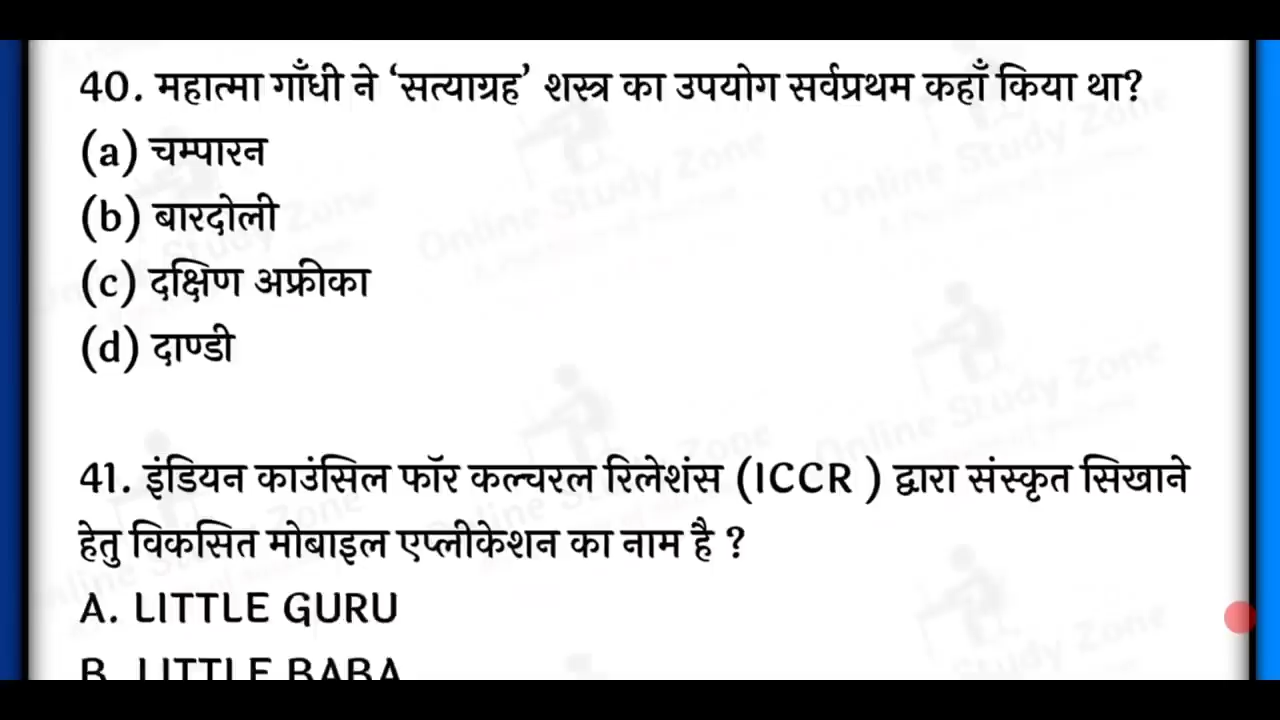 40. महात्मा गाँधी ने ‘सत्याग्रह’ शस्त्र का उपयोग सर्वप्रथम कहाँ किया था?
(a) चम्पारन
(b) बारदोली
(c) दक्षिण अफ्रीका
(d) दाण्डी
41. इंडियन काउंसिल फॉर कल्चरल रिलेशंस (ICCR ) द्वारा संस्कृत सिखाने
हेतु विकसित मोबाइल एप्लीकेशन का नाम है ?
A. LITTLE GURU
B. LITTLE BABA